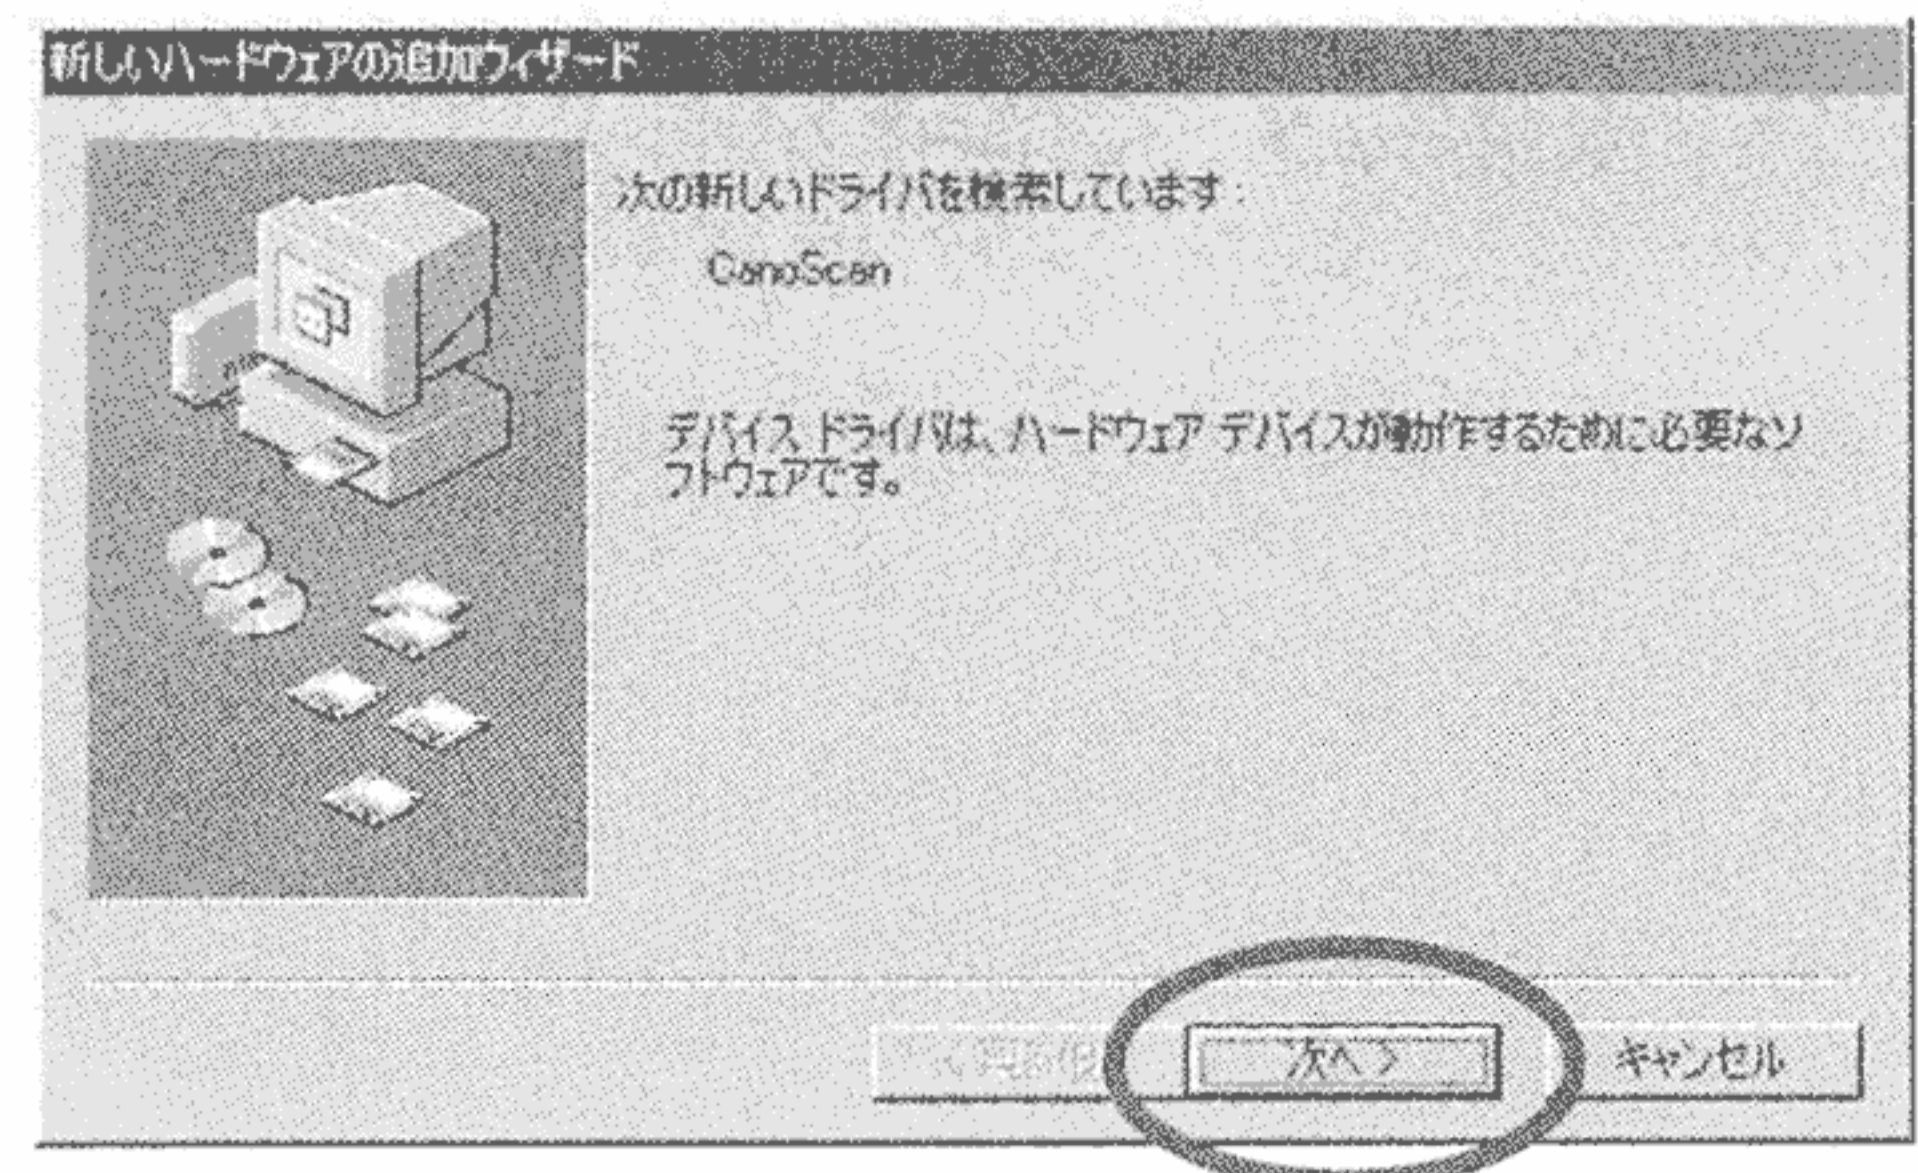 新しいハードウェアの追加ウィザード
次の新しいドライバを検索しています:
CanoScan
デバイス ドライバは、ハードウェア デバイスが動作するために必要なソ
フトウェアです。
次へ >
キャンセル